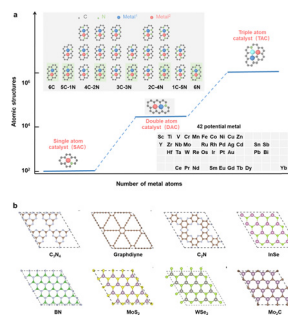 a
C N Metal¹ Metal²
Triple atom
catalyst (TAC)
Atomic structures
10⁶
6C 5C-1N 4C-2N 3C-3N 2C-4N 1C-5N 6N
Double atom
catalyst (DAC)
10⁴
42 potential metal
Sc Ti V Cr Mn Fe Co Ni Cu Zn
Y Zr Nb Mo Ru Rh Pd Ag Cd Sn Sb
Hf Ta W Re Os Ir Pt Au Pb Bi
Ce Pr Nd Sm Eu Gd Tb Dy Yb
Single atom
catalyst (SAC)
10²
Number of metal atoms
b
C₃N₄ Graphdiyne C₂N InSe
BN MoS₂ WSe₂ Mo₂C